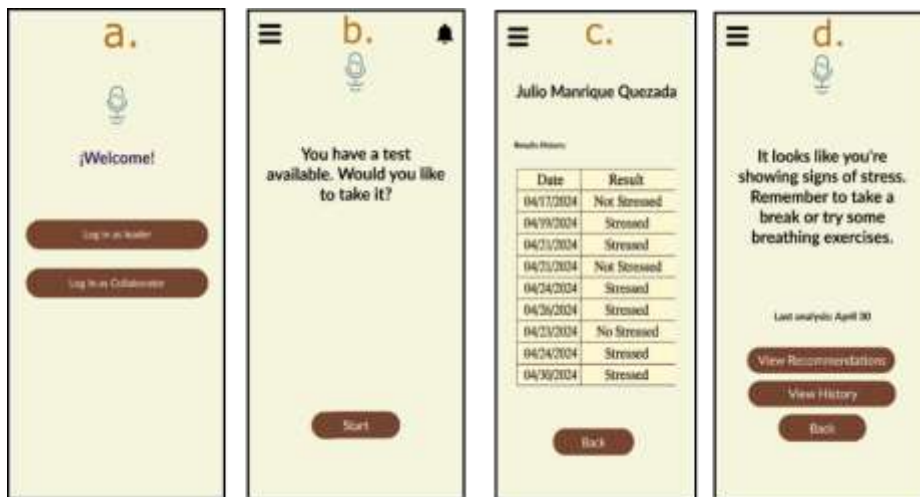 a.
¡Welcome!
Log in as leader
Log In as Collaborator
b.
You have a test
available. Would you like
to take it?
Start
c.
Julio Manrique Quezada
Results History
Date Result
04/17/2024 Not Stressed
04/19/2024 Stressed
04/21/2024 Stressed
04/21/2024 Not Stressed
04/24/2024 Stressed
04/26/2024 Stressed
04/23/2024 No Stressed
04/24/2024 Stressed
04/30/2024 Stressed
Back
d.
It looks like you're
showing signs of stress.
Remember to take a
break or try some
breathing exercises.
Last analysis: April 30
View Recommendations
View History
Back